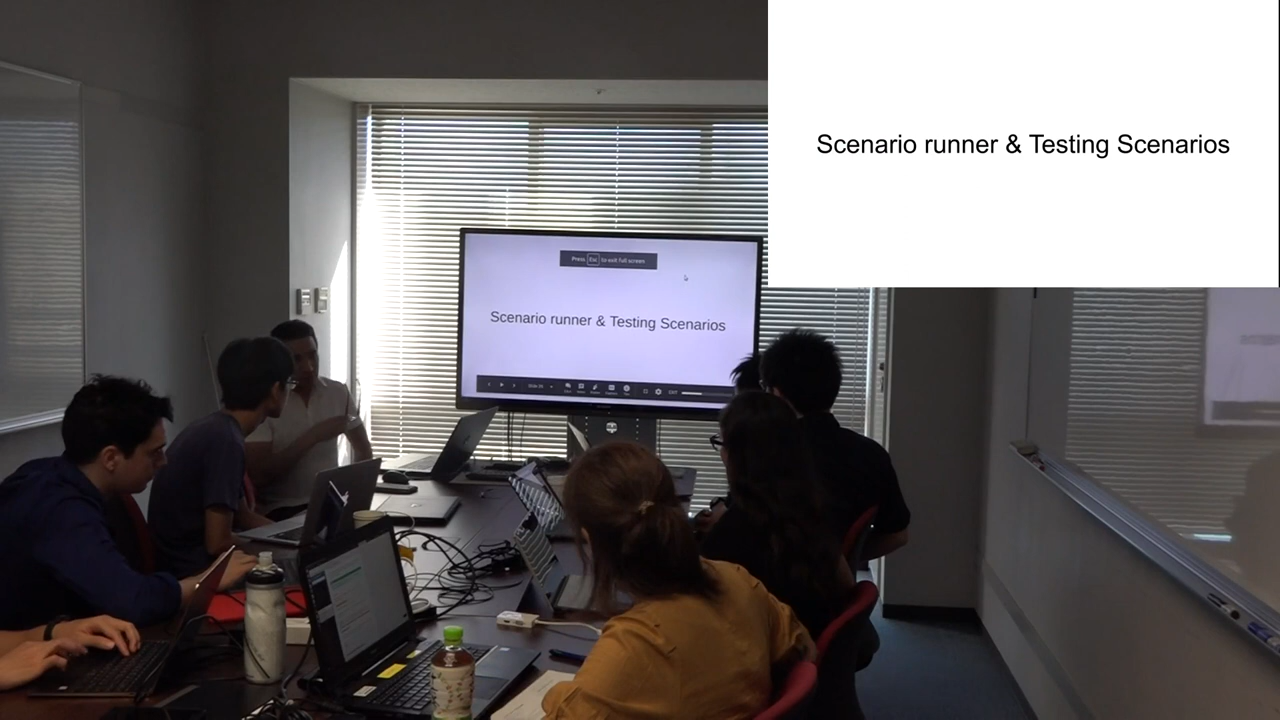 Scenario runner & Testing Scenarios
Press Esc to exit full screen
Scenario runner & Testing Scenarios